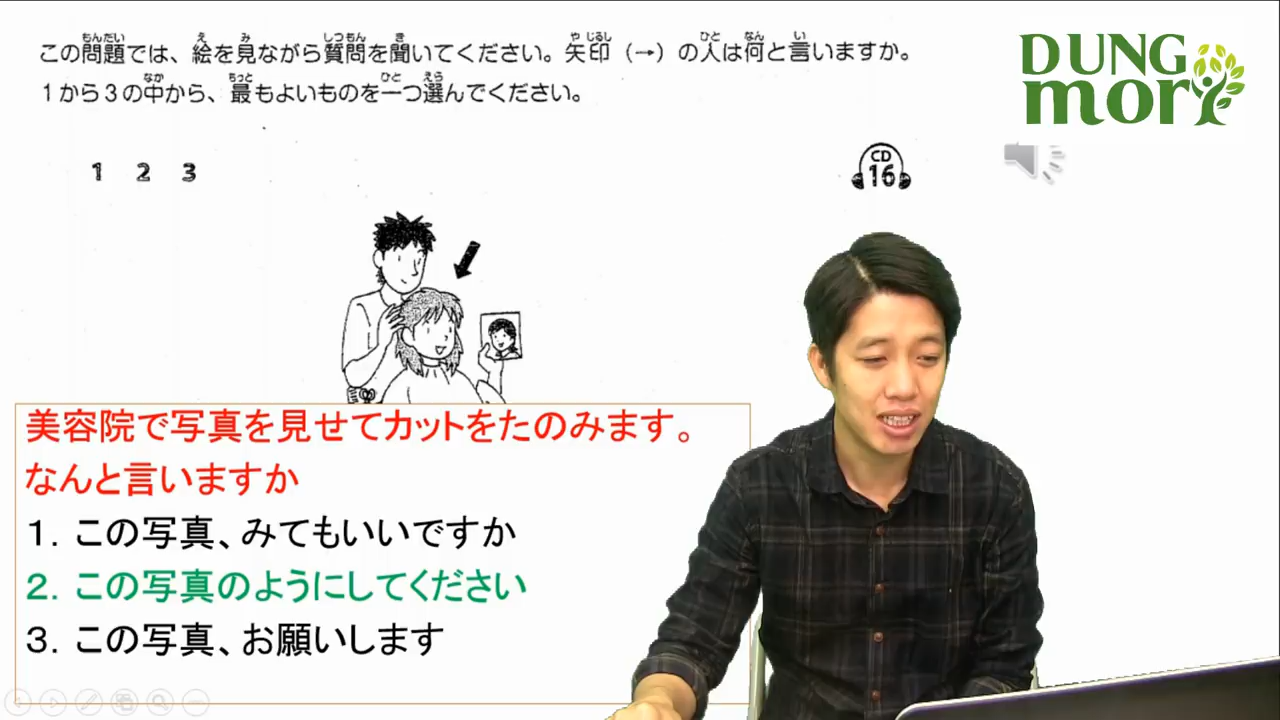 この問題では、絵を見ながら質問を聞いてください。矢印（→）の人は何と言いますか。
1から3の中から、最もよいものを一つ選んでください。
DUNG
mori
1 2 3
CD
16
美容院で写真を見せてカットをたのみます。
なんと言いますか
1. この写真、みてもいいですか
2. この写真のようにしてください
3. この写真、お願いします